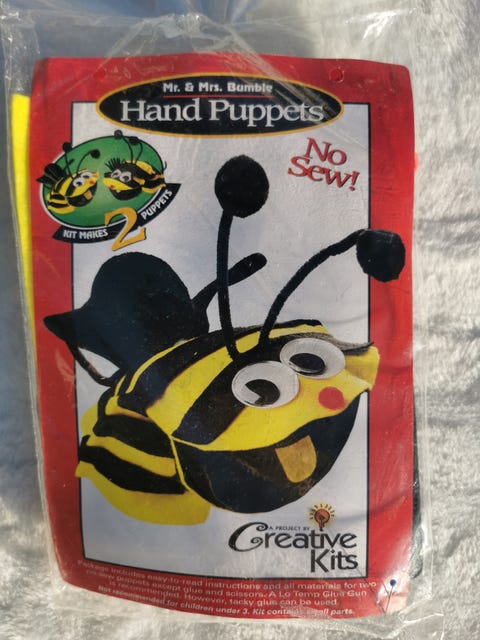 Mr. & Mrs. Bumble
Hand Puppets
No
Sew!
KIT MAKES 2 PUPPETS
A PROJECT BY
Creative
Kits
Package includes easy-to-read instructions and all materials for two
no-sew puppets except glue and scissors. A Lo Temp Glue Gun
is recommended. However, tacky glue can be used.
Not recommended for children under 3. Kit contains small parts.